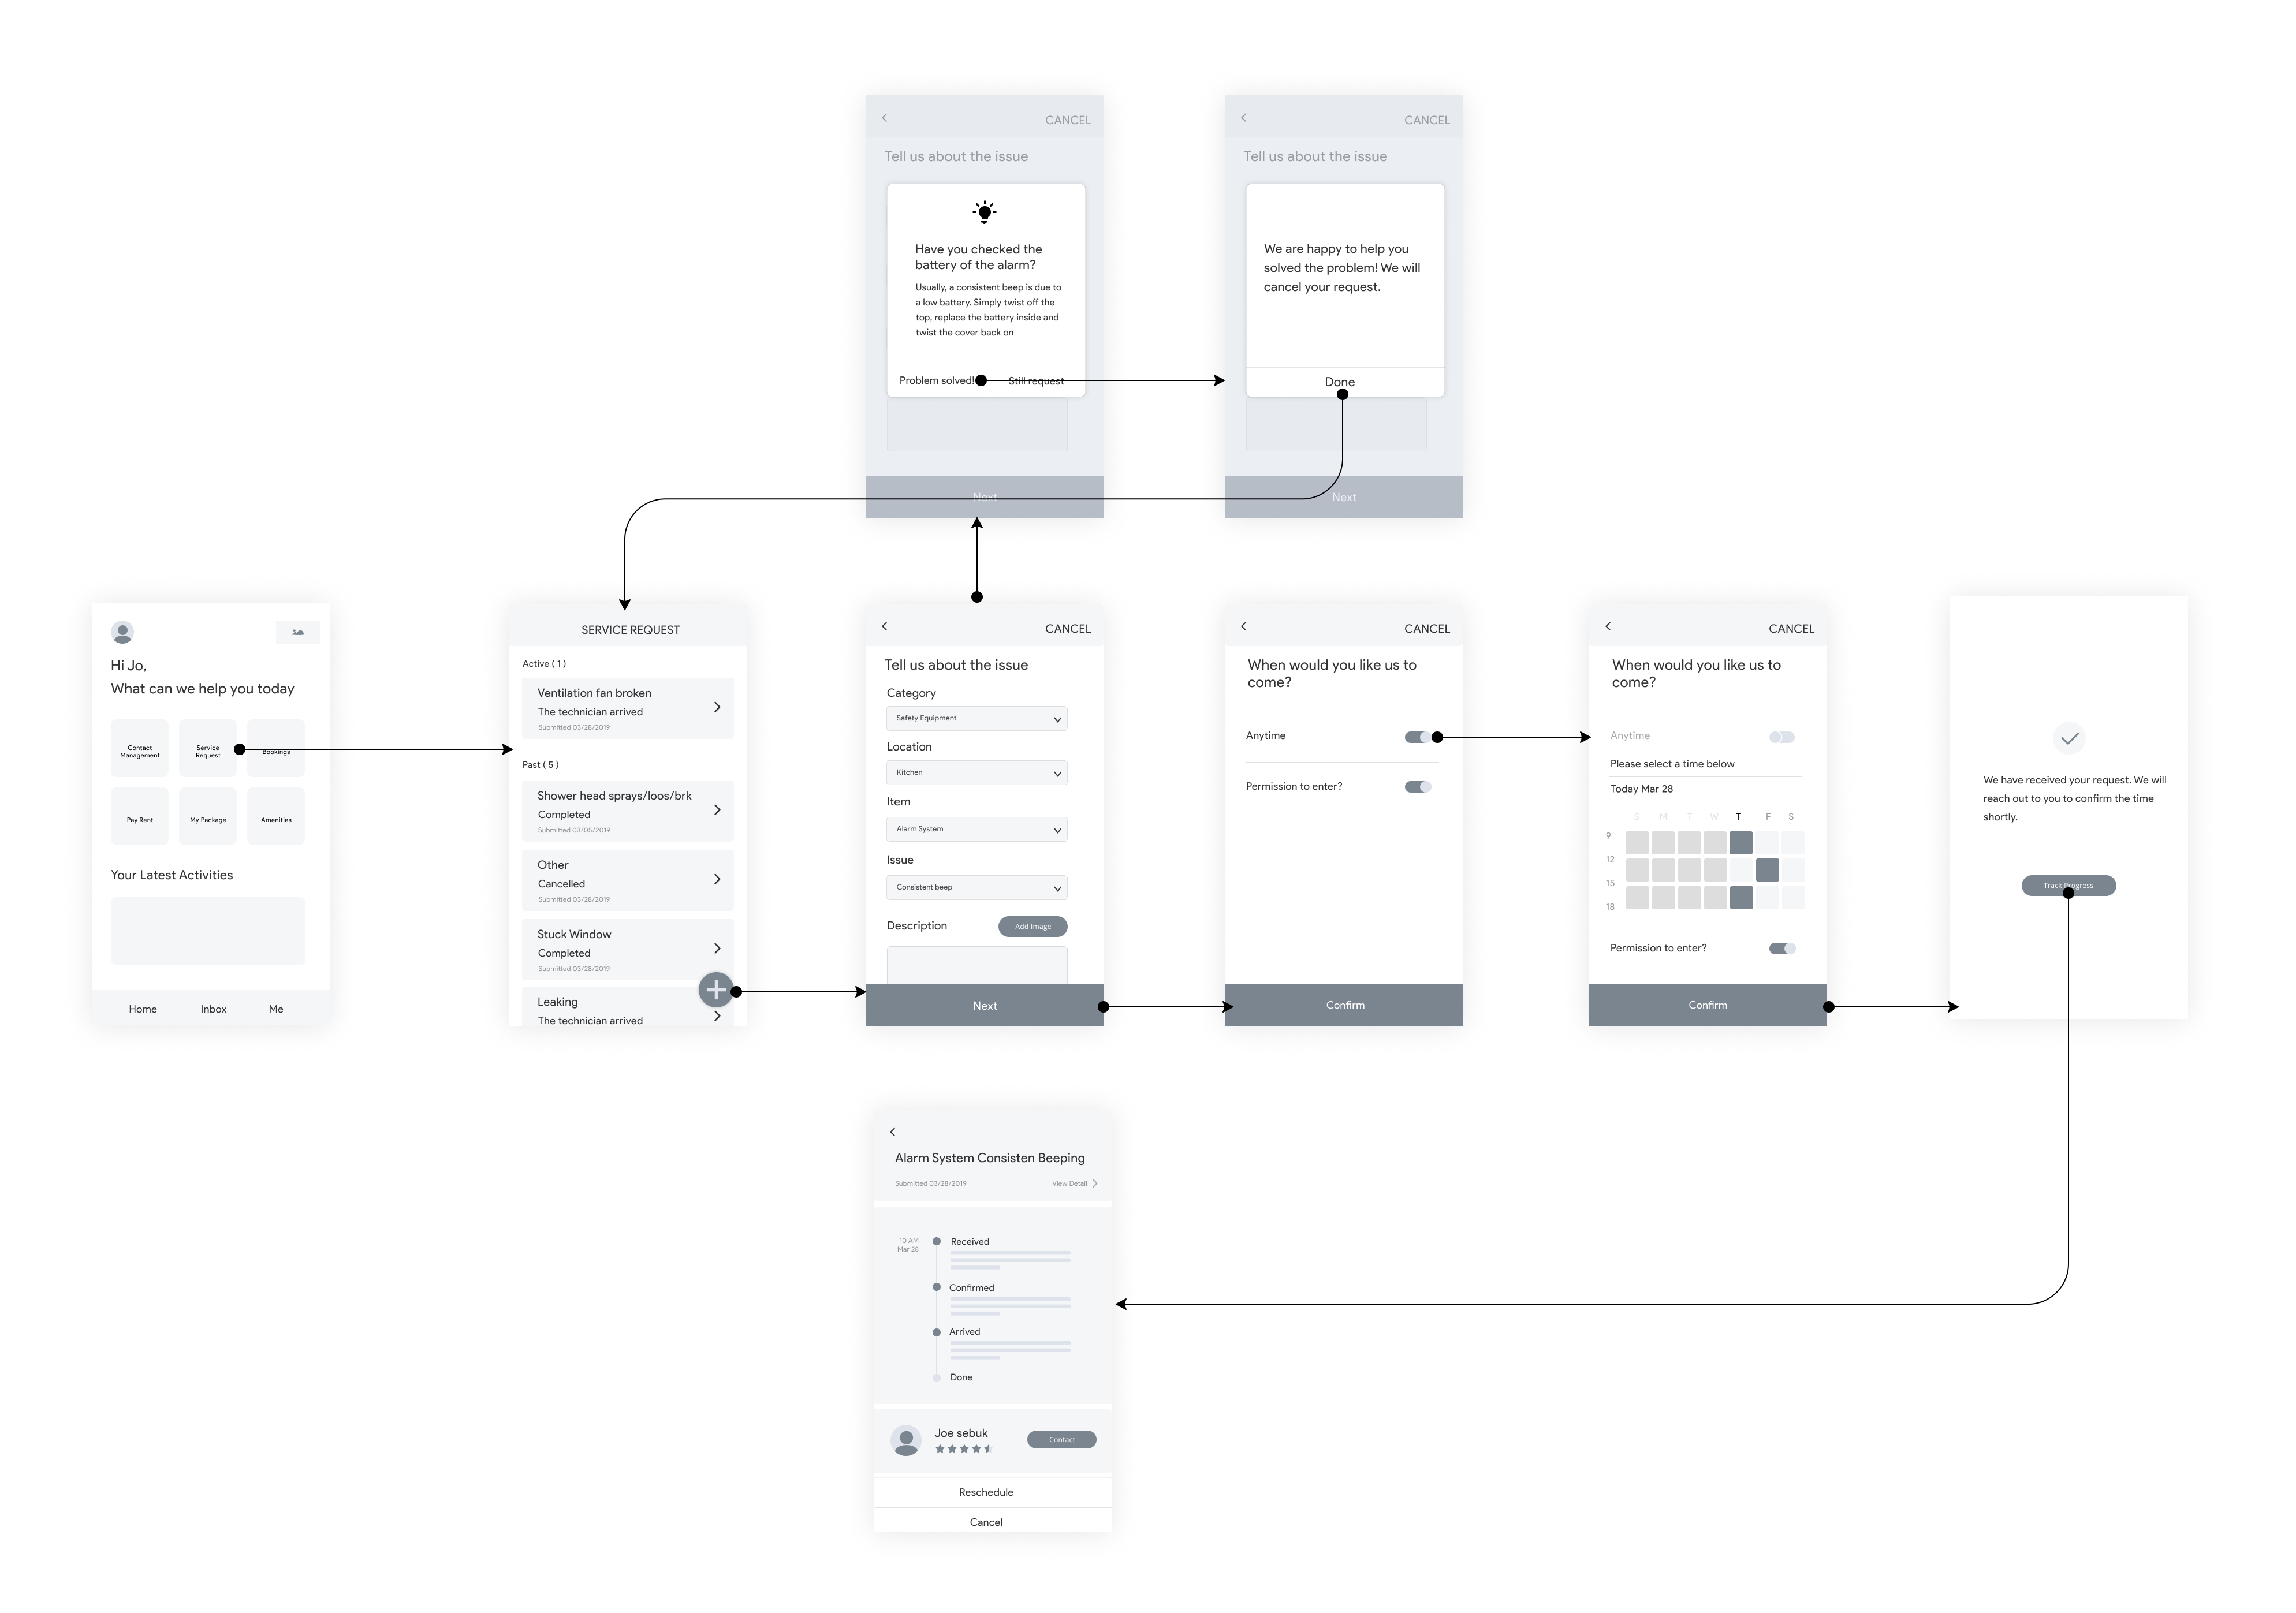 CANCEL
Tell us about the issue
Have you checked the
battery of the alarm?
Usually, a consistent beep is due to
a low battery. Simply twist off the
top, replace the battery inside and
twist the cover back on
Problem solved!
Still request
Next
CANCEL
Tell us about the issue
We are happy to help you
solved the problem! We will
cancel your request.
Done
Next
Hi Jo,
What can we help you today
Contact
Management
Service
Request
Bookings
Pay Rent
My Package
Amenities
Your Latest Activities
Home
Inbox
Me
SERVICE REQUEST
Active ( 1 )
Ventilation fan broken
The technician arrived
Submitted 03/28/2019
Past ( 5 )
Shower head sprays/loos/brk
Completed
Submitted 03/05/2019
Other
Cancelled
Submitted 03/28/2019
Stuck Window
Completed
Submitted 03/28/2019
Leaking
The technician arrived
CANCEL
Tell us about the issue
Category
Safety Equipment
Location
Kitchen
Item
Alarm System
Issue
Consistent beep
Description
Add Image
Next
CANCEL
When would you like us to
come?
Anytime
Permission to enter?
Confirm
CANCEL
When would you like us to
come?
Anytime
Please select a time below
Today Mar 28
S M T W T F S
9
12
15
18
Permission to enter?
Confirm
We have received your request. We will
reach out to you to confirm the time
shortly.
Track Progress
Alarm System Consisten Beeping
Submitted 03/28/2019
View Detail
10 AM
Mar 28
Received
Confirmed
Arrived
Done
Joe sebuk
Contact
Reschedule
Cancel